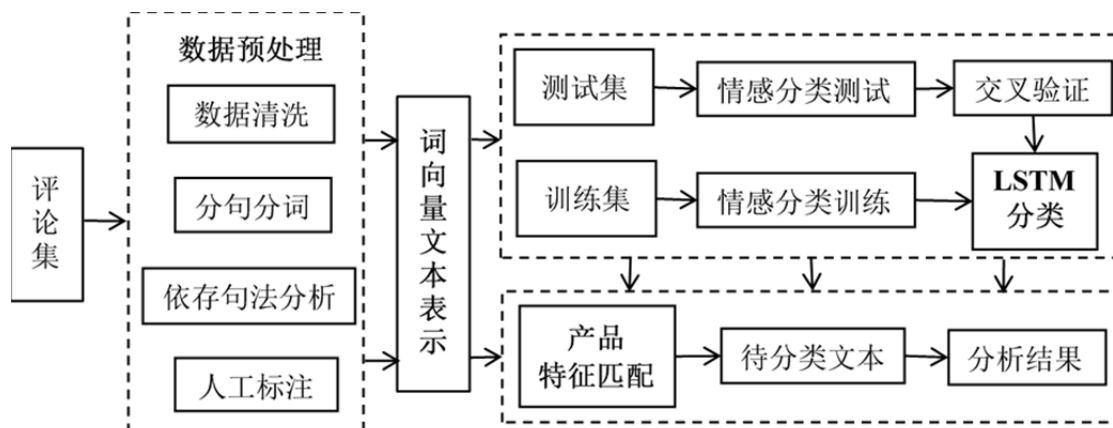 评论集
数据预处理
数据清洗
分句分词
依存句法分析
人工标注
词向量文本表示
测试集
情感分类测试
交叉验证
训练集
情感分类训练
LSTM
分类
产品
特征匹配
待分类文本
分析结果